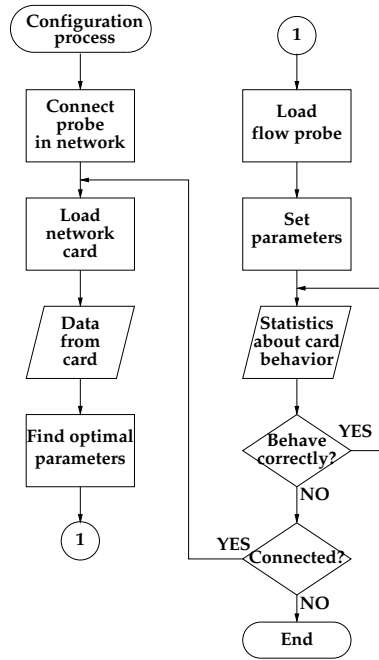 Configuration
process
Connect
probe
in network
Load
network
card
Data
from
card
Find optimal
parameters
1
1
Load
flow probe
Set
parameters
Statistics
about card
behavior
Behave
correctly?
YES
NO
Connected?
YES
NO
End